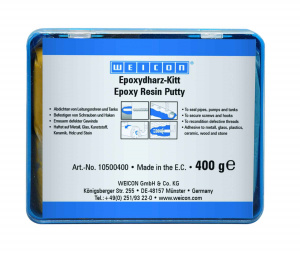 WEICON
Epoxydharz-Kitt
Epoxy Resin Putty
• Abdichten von Leitungsrohren und Tanks
• Befestigen von Schrauben und Haken
• Erneuern defekter Gewinde
• Haftet auf Metall, Glas, Kunststoff,
Keramik, Holz und Stein
• To seal pipes, pumps and tanks
• To secure screws and hooks
• To recondition defective threads
• Adhesive to metal, glass, plastics,
ceramic, wood and stone
Art.-No. 10500400 • Made in the E.C. • 400 g℮
WEICON GmbH & Co. KG
Königsberger Str. 255 • DE-48157 Münster • Germany
Tel.: +49(0) 251/93 22-0 • www.weicon.com